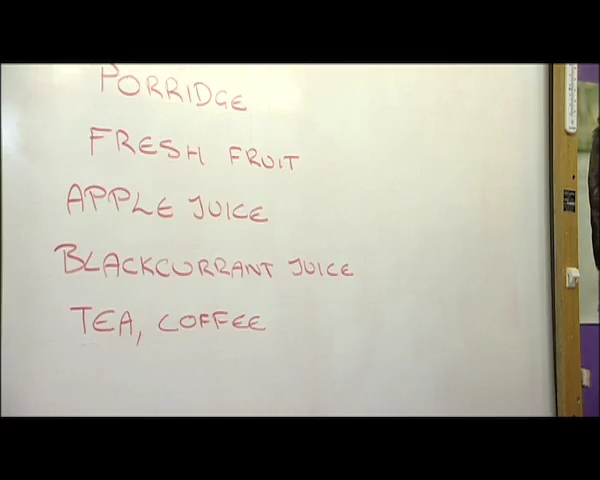 PORRIDGE
FRESH FRUIT
APPLE JUICE
BLACKCURRANT JUICE
TEA, COFFEE